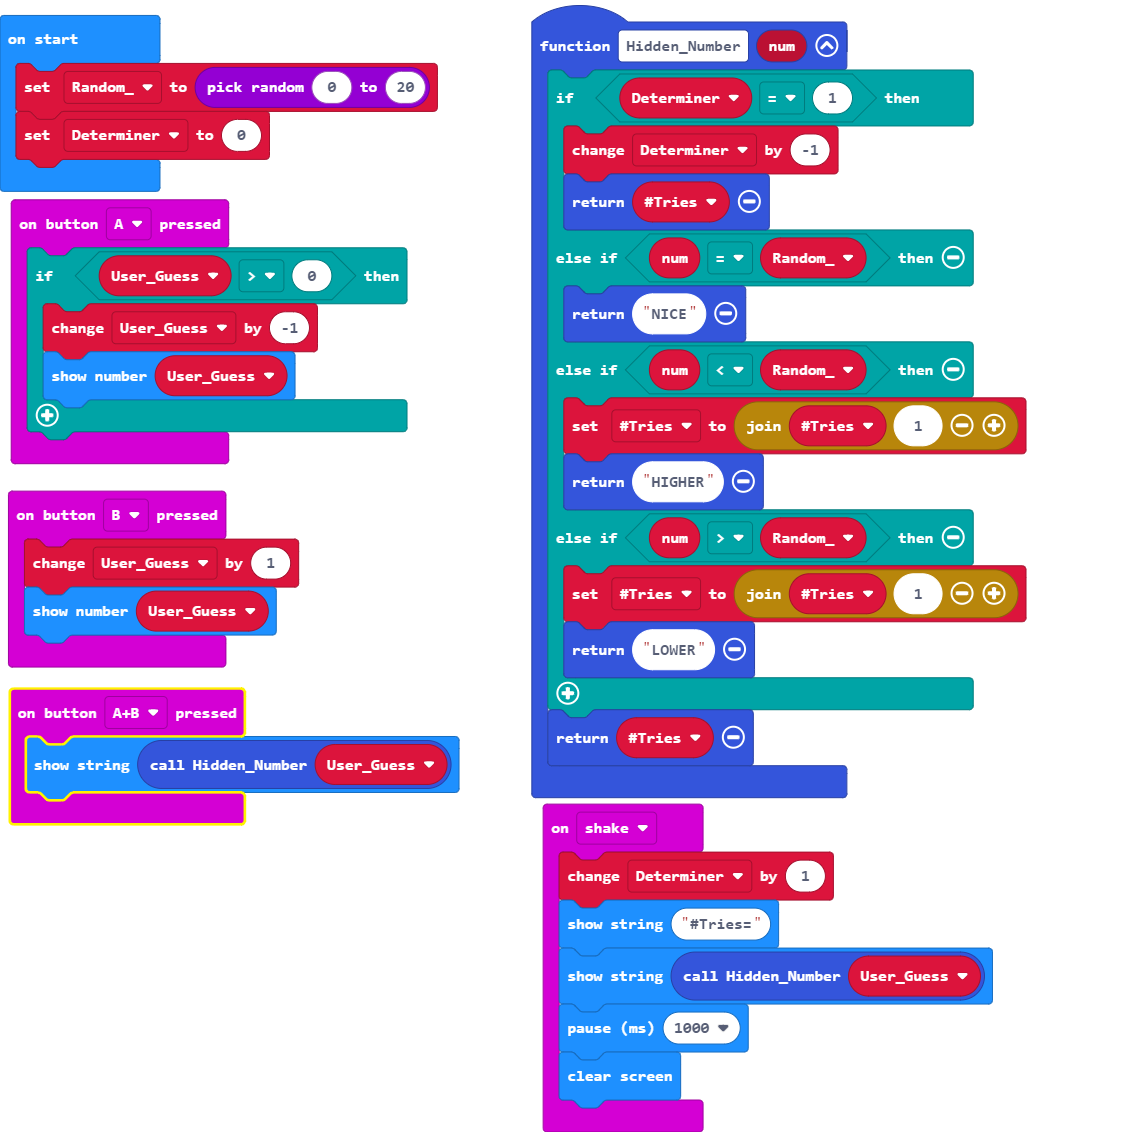 on start
set Random_ to pick random 0 to 20
set Determiner to 0
on button A pressed
if User_Guess > 0 then
change User_Guess by -1
show number User_Guess
on button B pressed
change User_Guess by 1
show number User_Guess
on button A+B pressed
show string call Hidden_Number User_Guess
function Hidden_Number num
if Determiner = 1 then
change Determiner by -1
return #Tries
else if num = Random_ then
return "NICE"
else if num < Random_ then
set #Tries to join #Tries 1
return "HIGHER"
else if num > Random_ then
set #Tries to join #Tries 1
return "LOWER"
return #Tries
on shake
change Determiner by 1
show string "#Tries="
show string call Hidden_Number User_Guess
pause (ms) 1000
clear screen